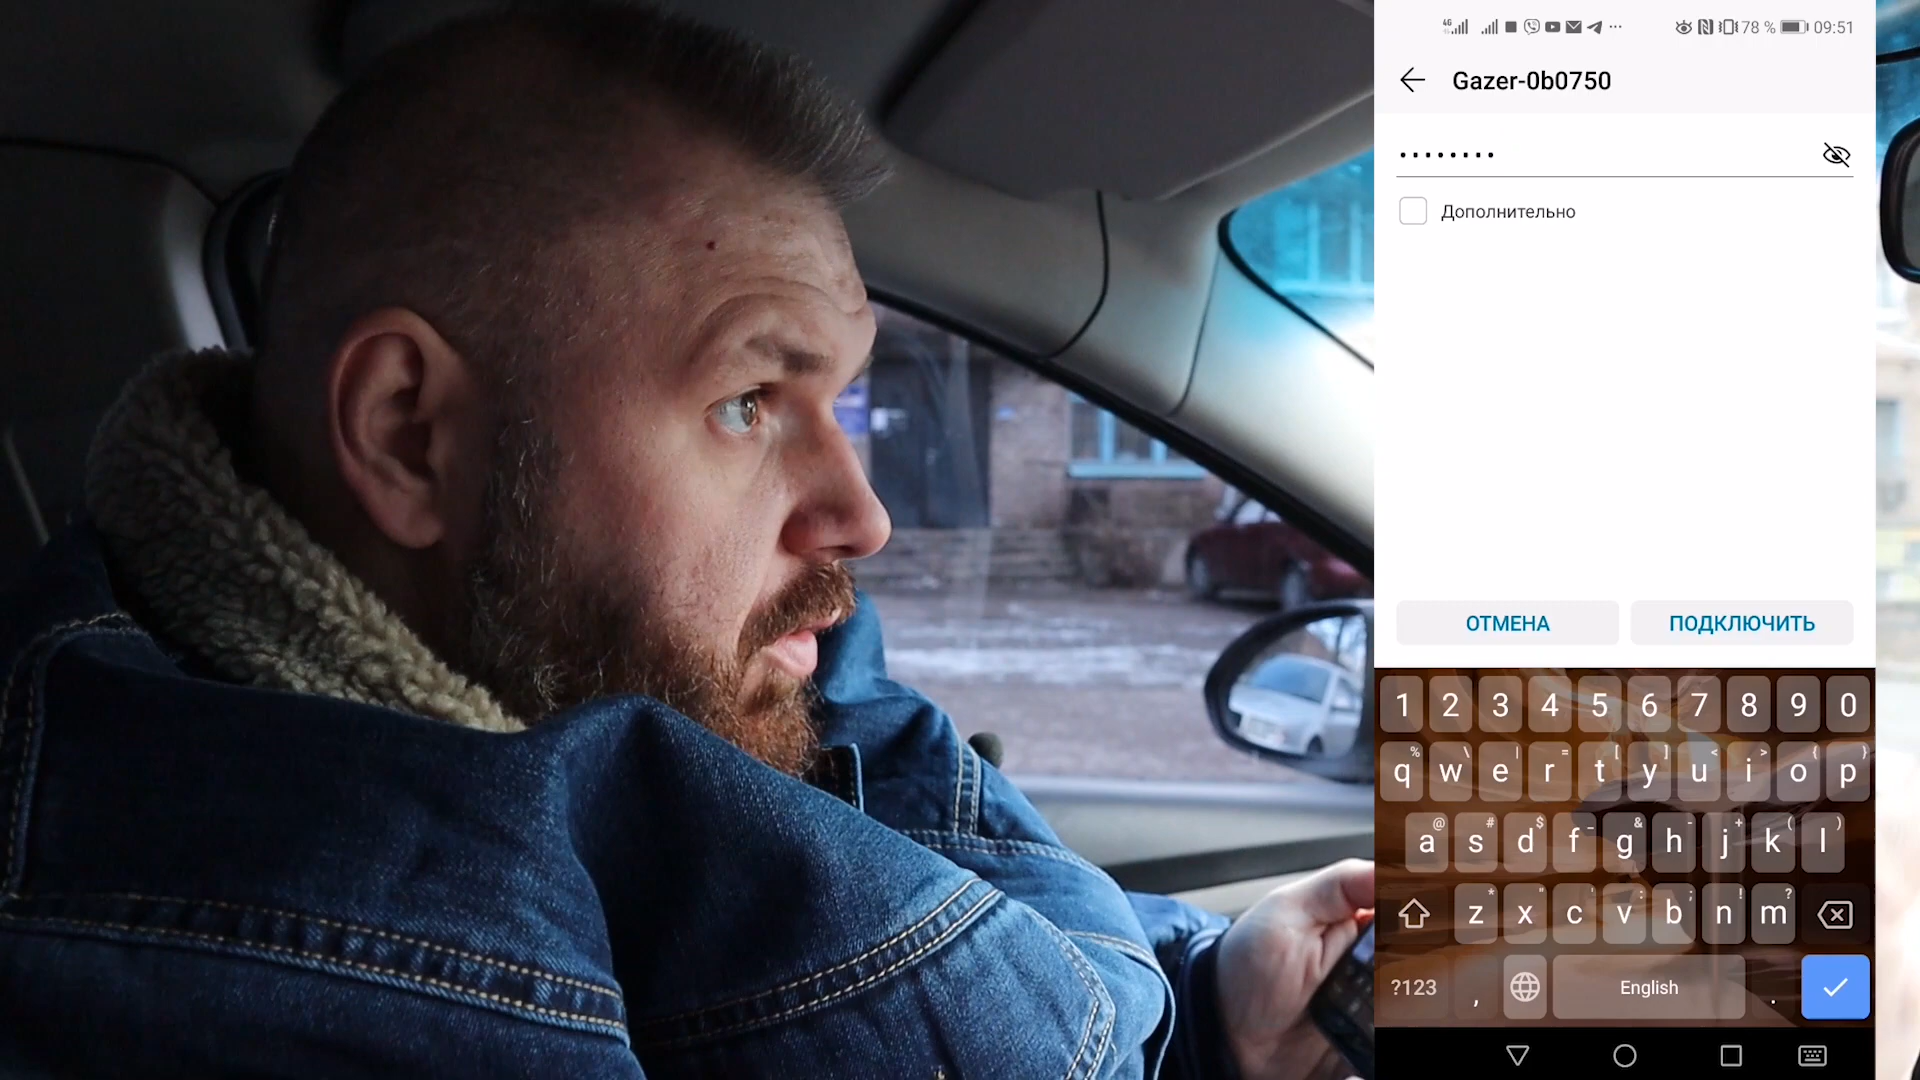 4G 78 % 09:51
Gazer-0b0750
••••••••
Дополнительно
ОТМЕНА ПОДКЛЮЧИТЬ
1 2 3 4 5 6 7 8 9 0
% \ | = [ ] < > { }
q w e r t y u i o p
@ # $ _ & - + ( )
a s d f g h j k l
* " ' : ; ! ?
z x c v b n m
?123 , English .